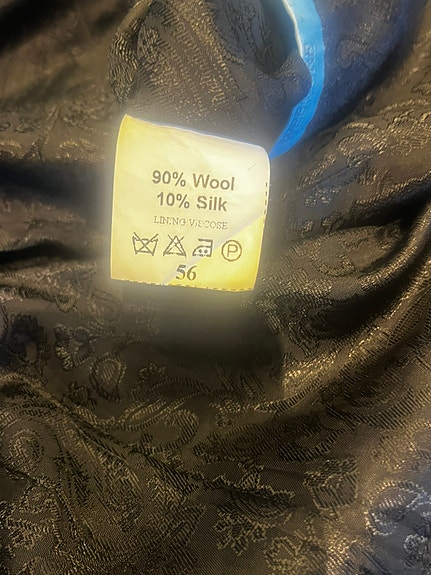 90% Wool
10% Silk
LINING VISCOSE
P
56